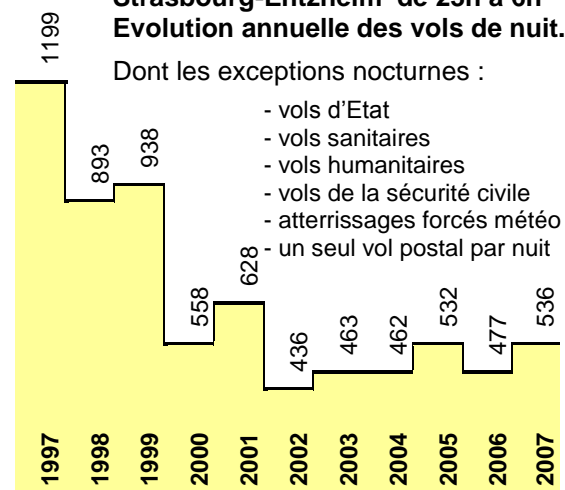 Strasbourg-Entzheim de 23h à 6h
Evolution annuelle des vols de nuit.
Dont les exceptions nocturnes :
- vols d'Etat
- vols sanitaires
- vols humanitaires
- vols de la sécurité civile
- atterrissages forcés météo
- un seul vol postal par nuit
1199
893
938
558
628
436
463
462
532
477
536
1997
1998
1999
2000
2001
2002
2003
2004
2005
2006
2007